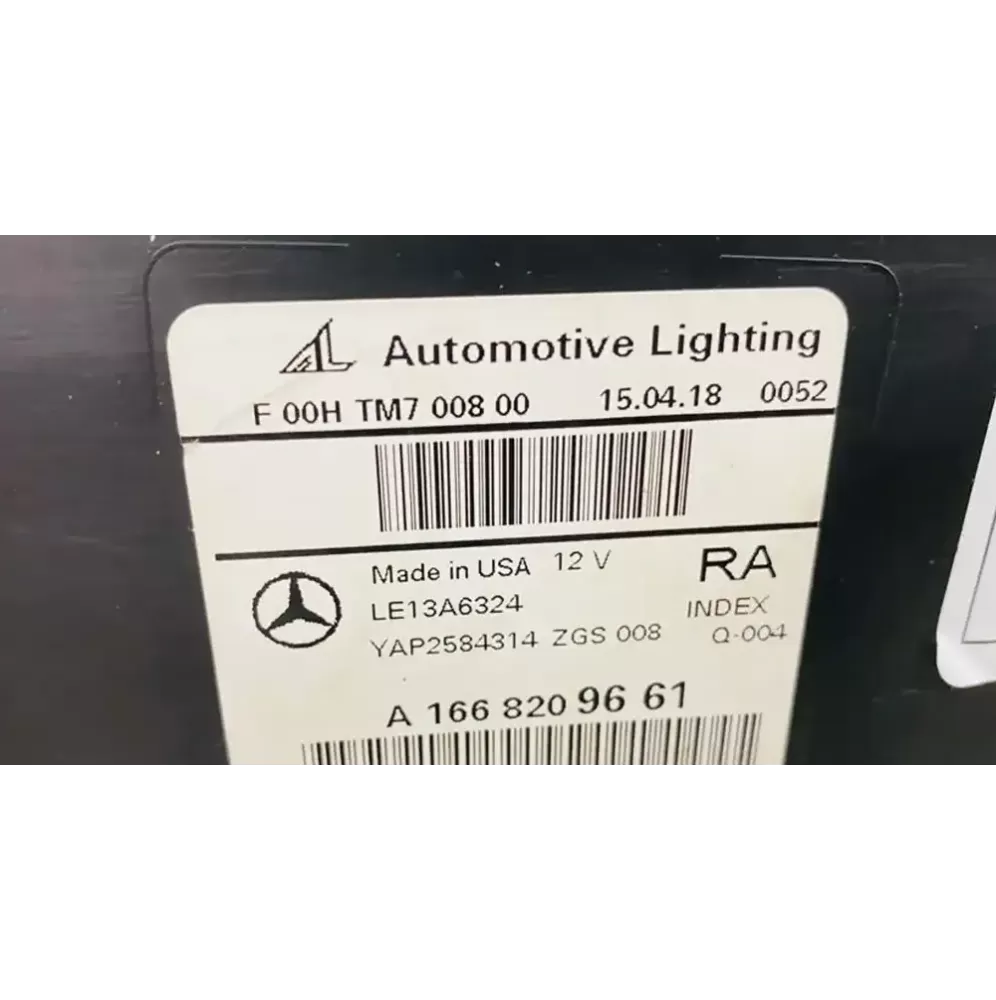 AL Automotive Lighting
F 00H TM7 008 00 15.04.18 0052
Made in USA 12 V RA
LE13A6324 INDEX
YAP2584314 ZGS 008 Q-004
A 166 820 96 61